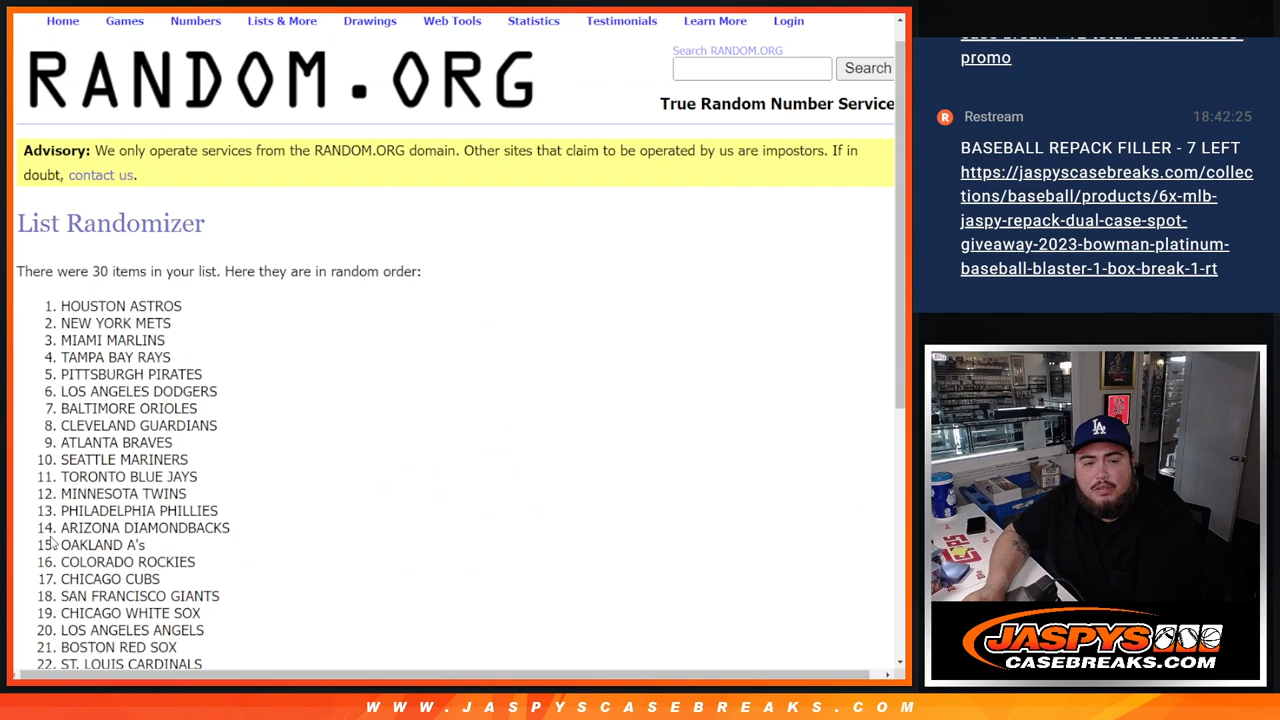 Home Games Numbers Lists & More Drawings Web Tools Statistics Testimonials Learn More Login
RANDOM.ORG
Search RANDOM.ORG
Search
True Random Number Service
Advisory: We only operate services from the RANDOM.ORG domain. Other sites that claim to be operated by us are impostors. If in
doubt, contact us.
List Randomizer
There were 30 items in your list. Here they are in random order:
1. HOUSTON ASTROS
2. NEW YORK METS
3. MIAMI MARLINS
4. TAMPA BAY RAYS
5. PITTSBURGH PIRATES
6. LOS ANGELES DODGERS
7. BALTIMORE ORIOLES
8. CLEVELAND GUARDIANS
9. ATLANTA BRAVES
10. SEATTLE MARINERS
11. TORONTO BLUE JAYS
12. MINNESOTA TWINS
13. PHILADELPHIA PHILLIES
14. ARIZONA DIAMONDBACKS
15. OAKLAND A's
16. COLORADO ROCKIES
17. CHICAGO CUBS
18. SAN FRANCISCO GIANTS
19. CHICAGO WHITE SOX
20. LOS ANGELES ANGELS
21. BOSTON RED SOX
22. ST. LOUIS CARDINALS
promo
Restream 18:42:25
BASEBALL REPACK FILLER - 7 LEFT
https://jaspyscasebreaks.com/collec
tions/baseball/products/6x-mlb-
jaspy-repack-dual-case-spot-
giveaway-2023-bowman-platinum-
baseball-blaster-1-box-break-1-rt
LA
JASPYS
CASEBREAKS.COM
WWW.JASPYSCASEBREAKS.COM